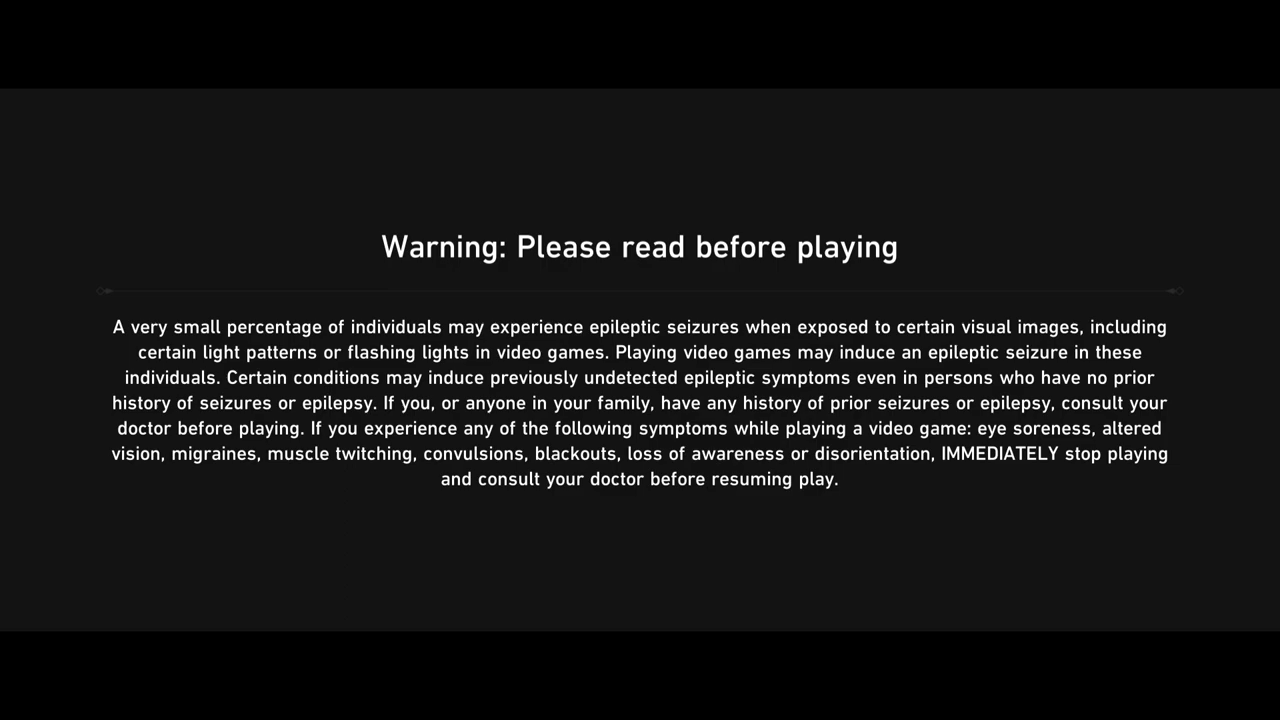 Warning: Please read before playing
A very small percentage of individuals may experience epileptic seizures when exposed to certain visual images, including
certain light patterns or flashing lights in video games. Playing video games may induce an epileptic seizure in these
individuals. Certain conditions may induce previously undetected epileptic symptoms even in persons who have no prior
history of seizures or epilepsy. If you, or anyone in your family, have any history of prior seizures or epilepsy, consult your
doctor before playing. If you experience any of the following symptoms while playing a video game: eye soreness, altered
vision, migraines, muscle twitching, convulsions, blackouts, loss of awareness or disorientation, IMMEDIATELY stop playing
and consult your doctor before resuming play.